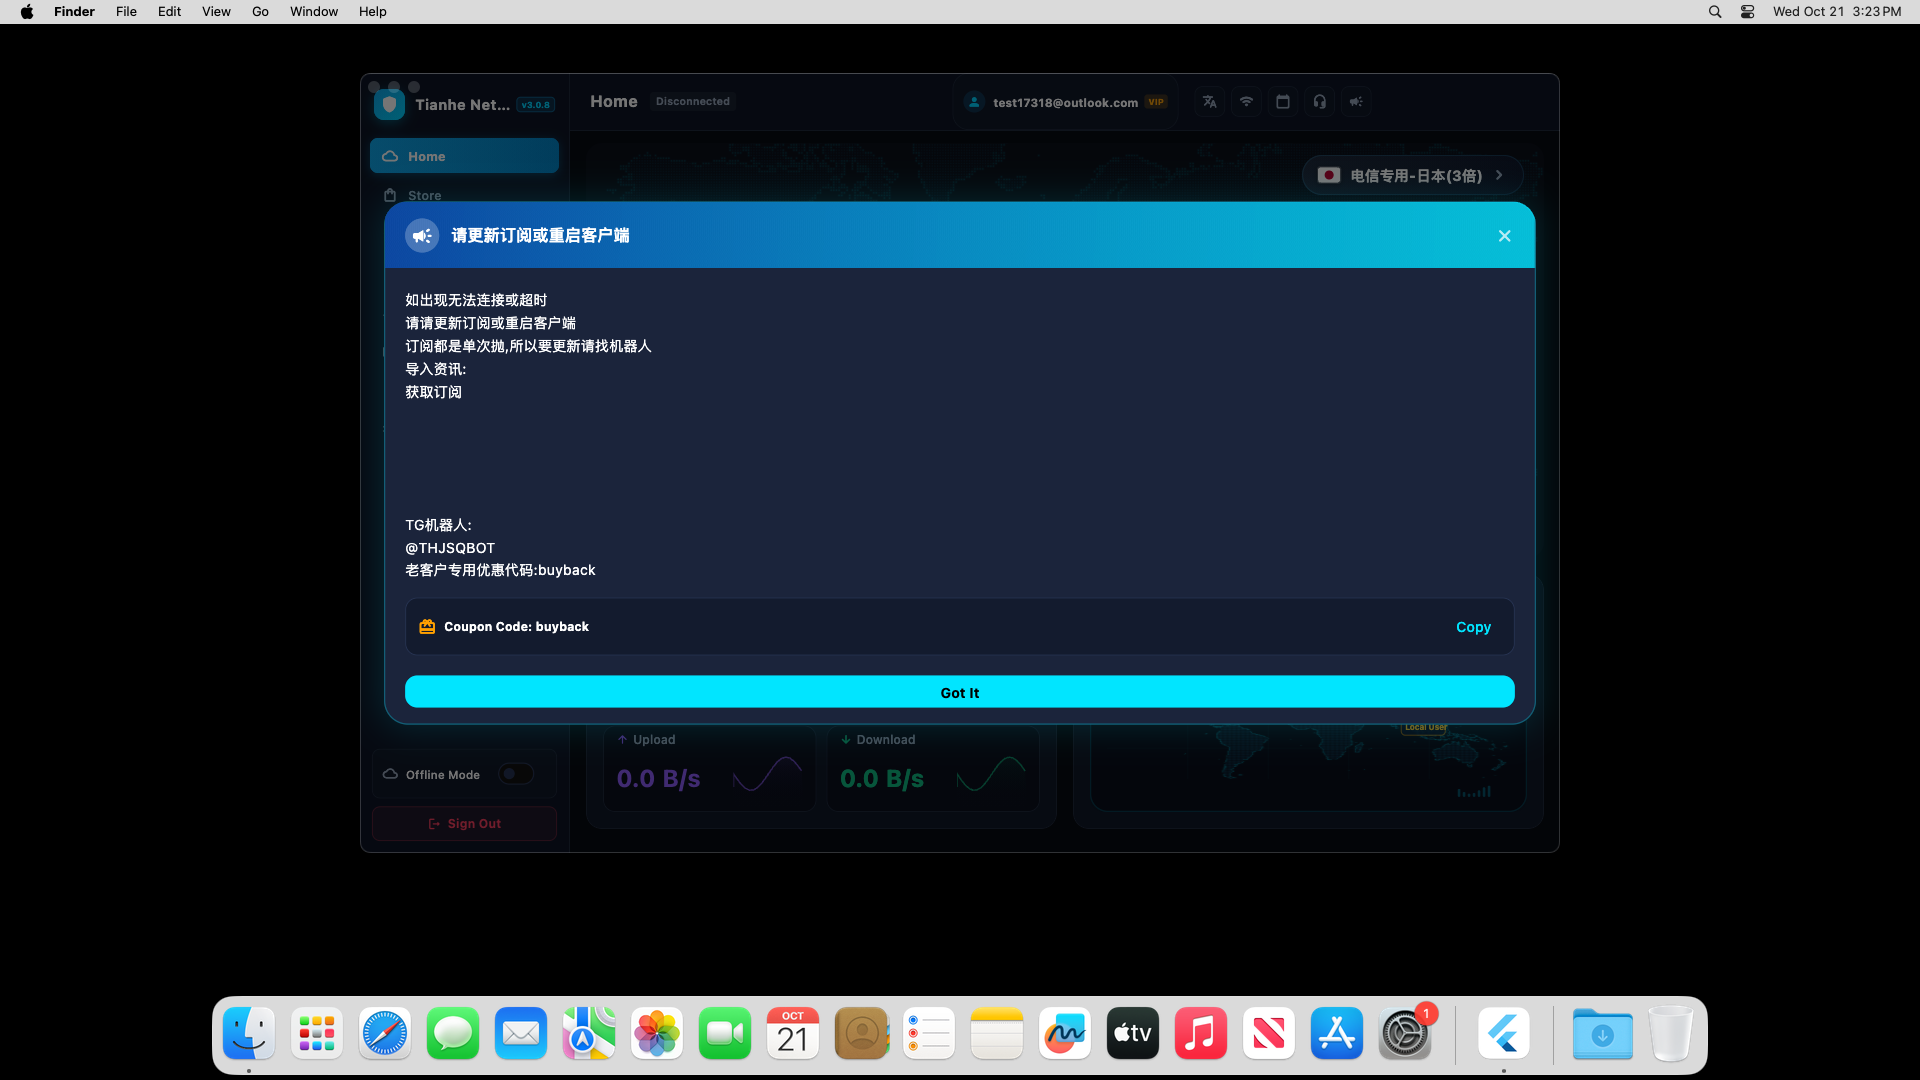 Finder File Edit View Go Window Help
Wed Oct 21 3:23 PM
Tianhe Net... v3.0.8
Home Disconnected
test17318@outlook.com VIP
Home
电信专用-日本(3倍)
Store
请更新订阅或重启客户端
如出现无法连接或超时
请请更新订阅或重启客户端
订阅都是单次抛,所以要更新请找机器人
导入资讯:
获取订阅
TG机器人:
@THJSQBOT
老客户专用优惠代码:buyback
Coupon Code: buyback
Copy
Got It
Local User
Upload
Download
0.0 B/s
0.0 B/s
Offline Mode
Sign Out
OCT
21
tv
1